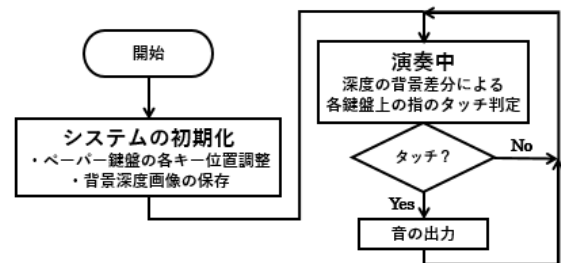 開始
システムの初期化
・ペーパー鍵盤の各キー位置調整
・背景深度画像の保存
演奏中
深度の背景差分による
各鍵盤上の指のタッチ判定
タッチ？
No
Yes
音の出力